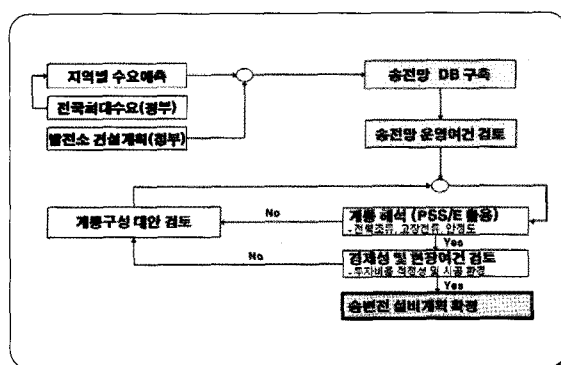 지역별 수요예측
송전망 DB 구축
전국최대수요(정부)
발전소 건설계획(정부)
송전망 운영여건 검토
계통구성 대안 검토
No
계통 해석 (PSS/E 활용)
- 전력조류, 고장전류, 안정도
Yes
No
경제성 및 현장여건 검토
- 투자비용 적정성 및 시공 환경
Yes
송변전 설비계획 확정